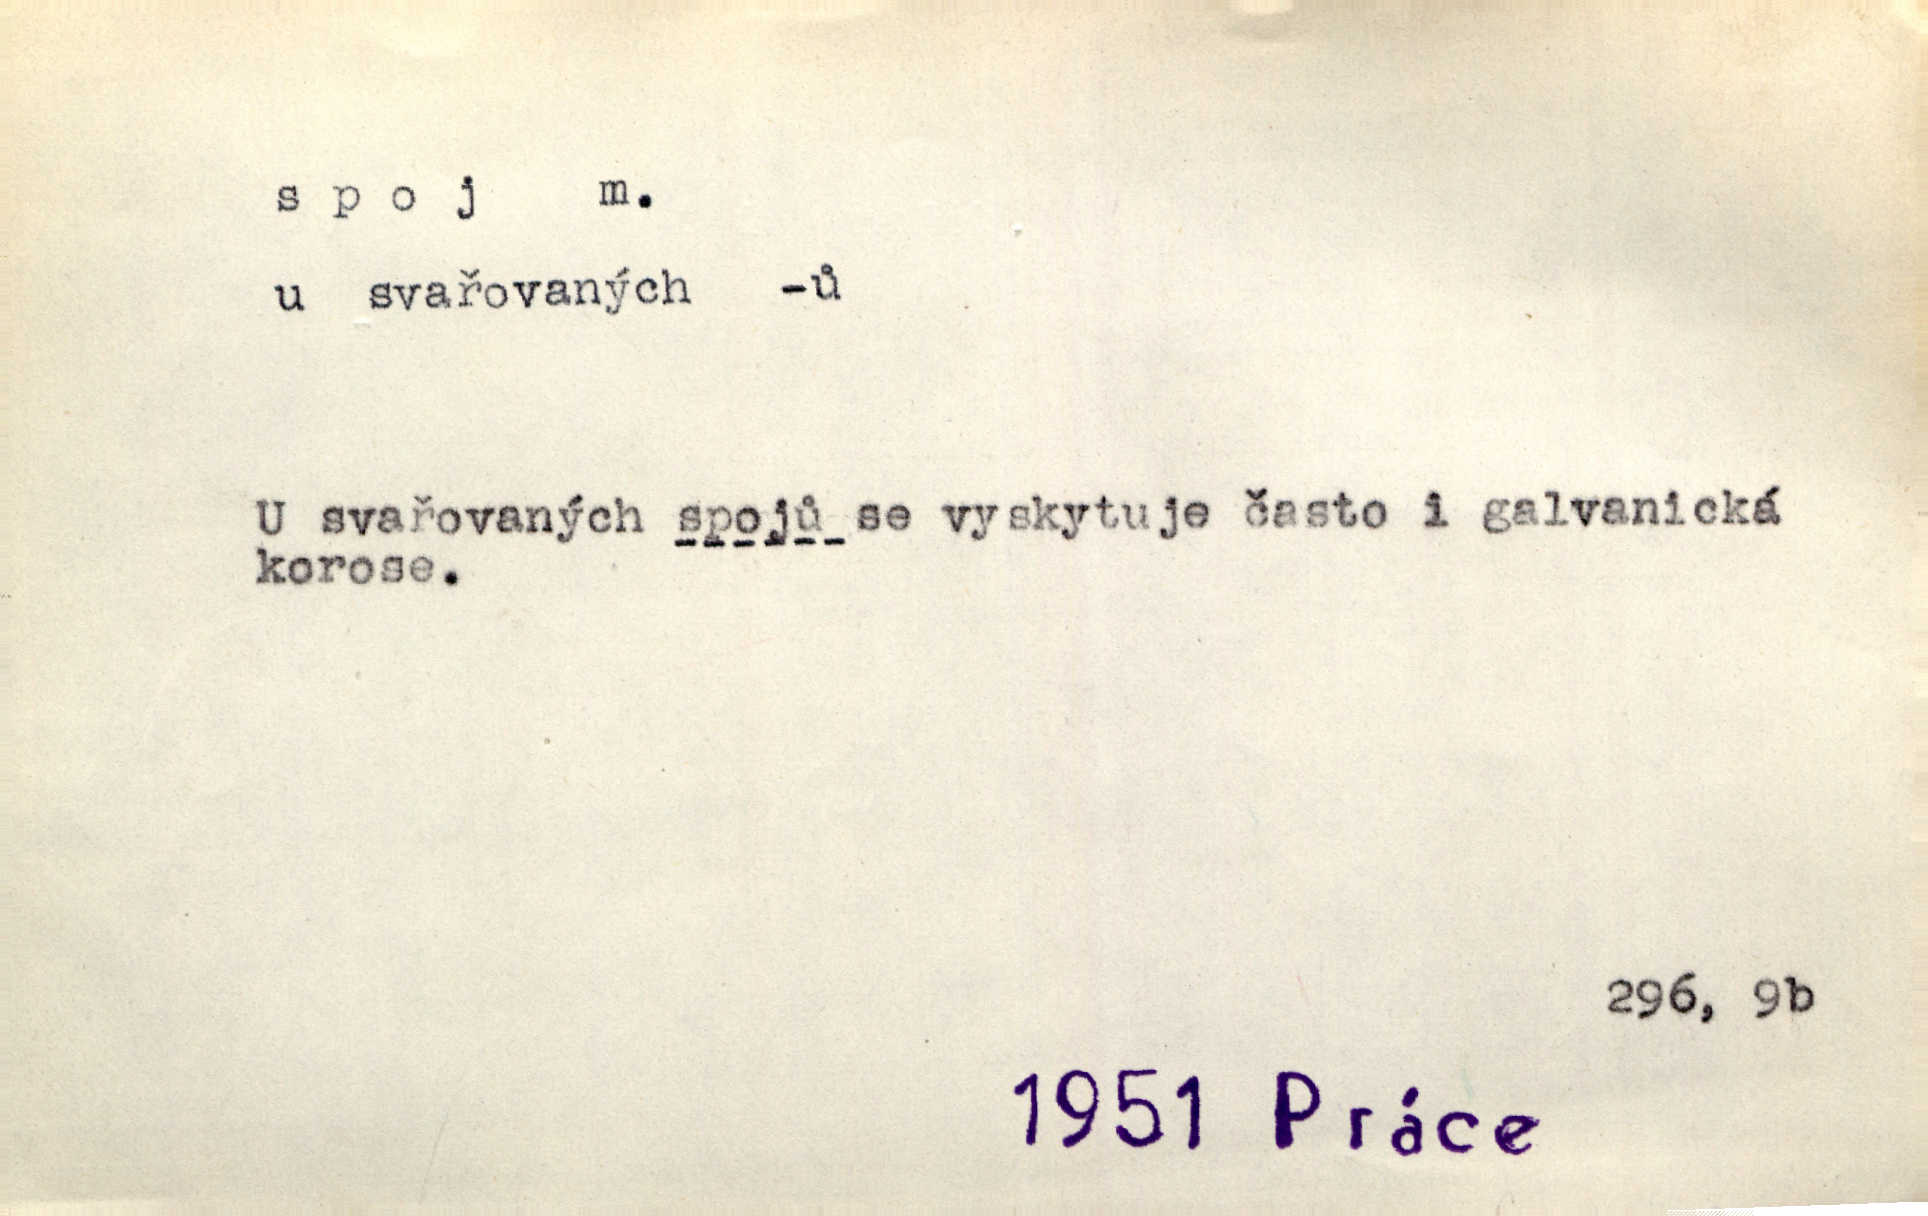 s p o j m.
u svařovaných -ů
U svařovaných spojů se vyskytuje často i galvanická
korose.
296, 9b
1951 Práce